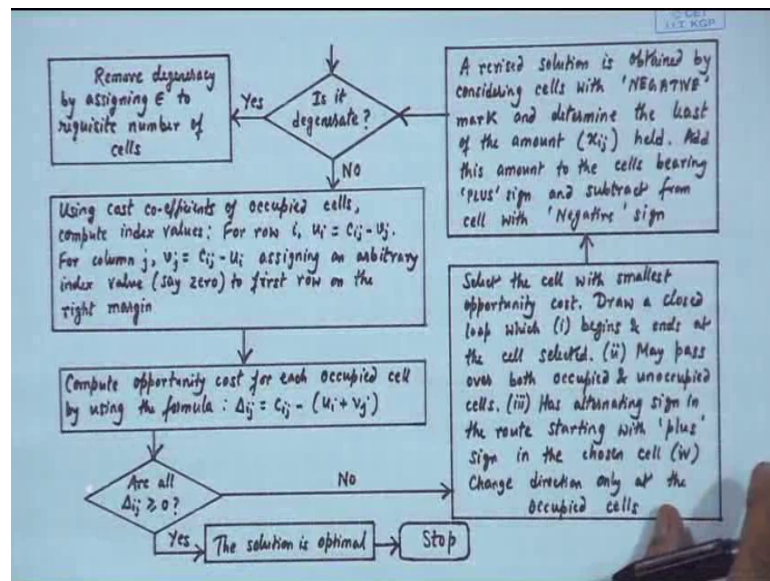 © CET
I.I.T. KGP
Remove degeneracy
by assigning ∈ to
requisite number of
cells
Yes
Is it
degenerate?
A revised solution is obtained by
considering cells with 'NEGATIVE'
mark and determine the least
of the amount (xij) held. Add
this amount to the cells bearing
'PLUS' sign and subtract from
cell with 'Negative' sign
NO
Using cost co-efficients of occupied cells,
compute index values: For row i, ui = cij - vj.
For column j, vj = cij - ui assigning an arbitrary
index value (say zero) to first row on the
right margin
Compute opportunity cost for each occupied cell
by using the formula : Δij = cij - (ui + vj)
Are all
Δij ≥ 0?
No
Yes
The solution is optimal
Stop
Select the cell with smallest
opportunity cost. Draw a closed
loop which (i) begins & ends at
the cell selected. (ii) May pass
over both occupied & unoccupied
cells. (iii) Has alternating sign in
the route starting with 'plus'
sign in the chosen cell (iv)
Change direction only at the
occupied cells